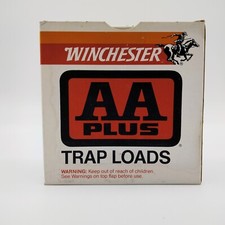 WINCHESTER
AA
PLUS
TRAP LOADS
WARNING: Keep out of reach of children.
See Warnings on top flap before use.